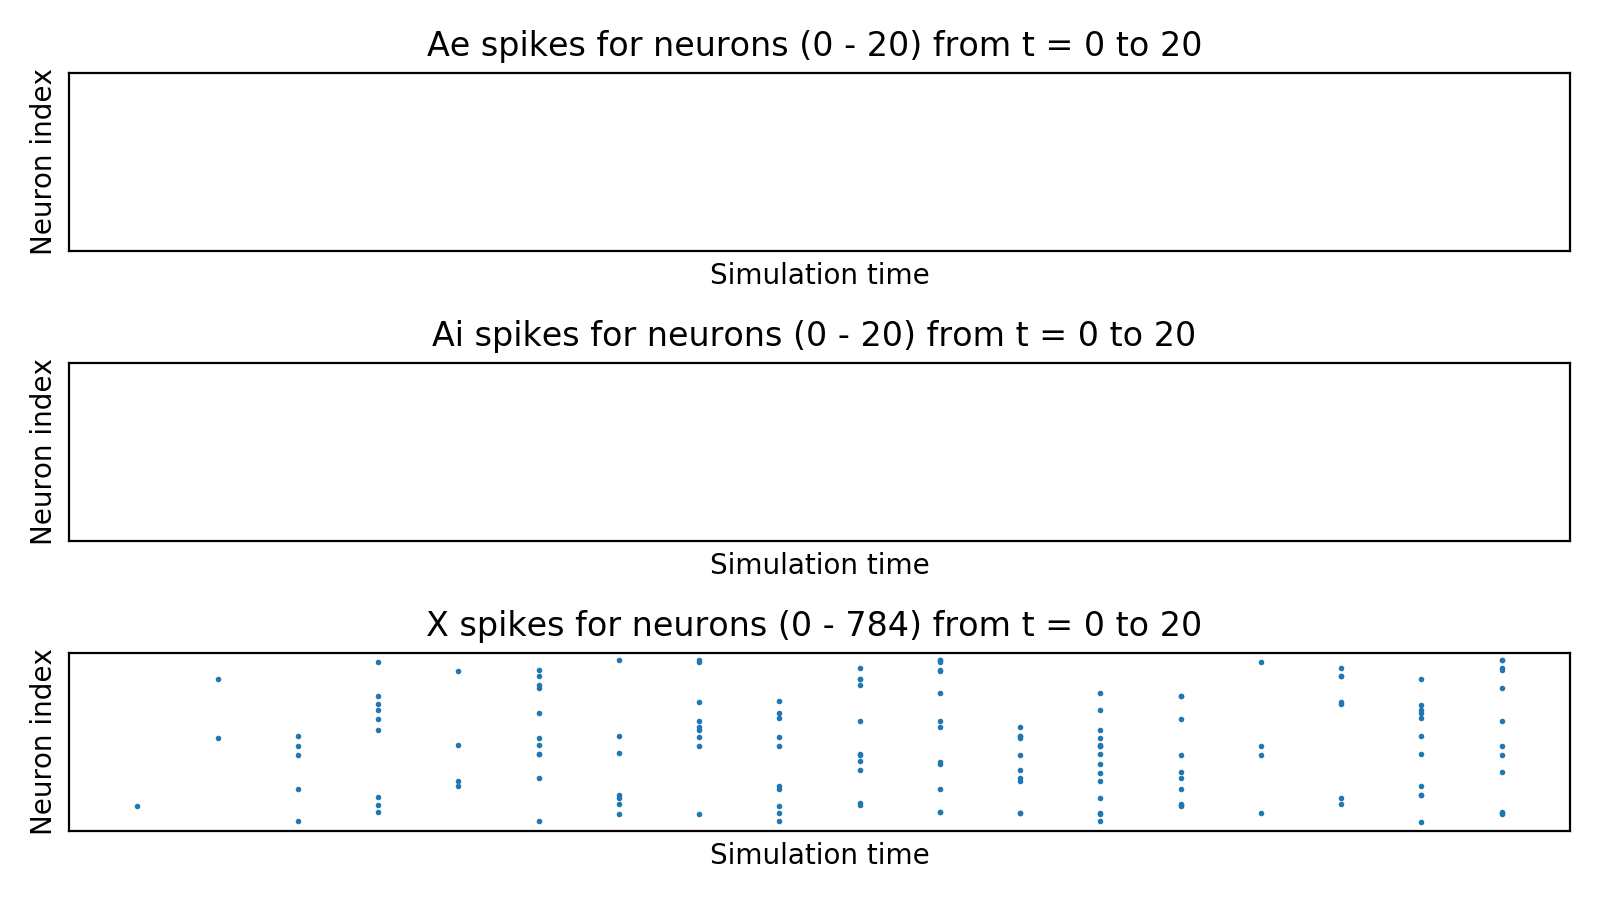 Ae spikes for neurons (0 - 20) from t = 0 to 20
Neuron index
Simulation time
Ai spikes for neurons (0 - 20) from t = 0 to 20
Neuron index
Simulation time
X spikes for neurons (0 - 784) from t = 0 to 20
Neuron index
Simulation time